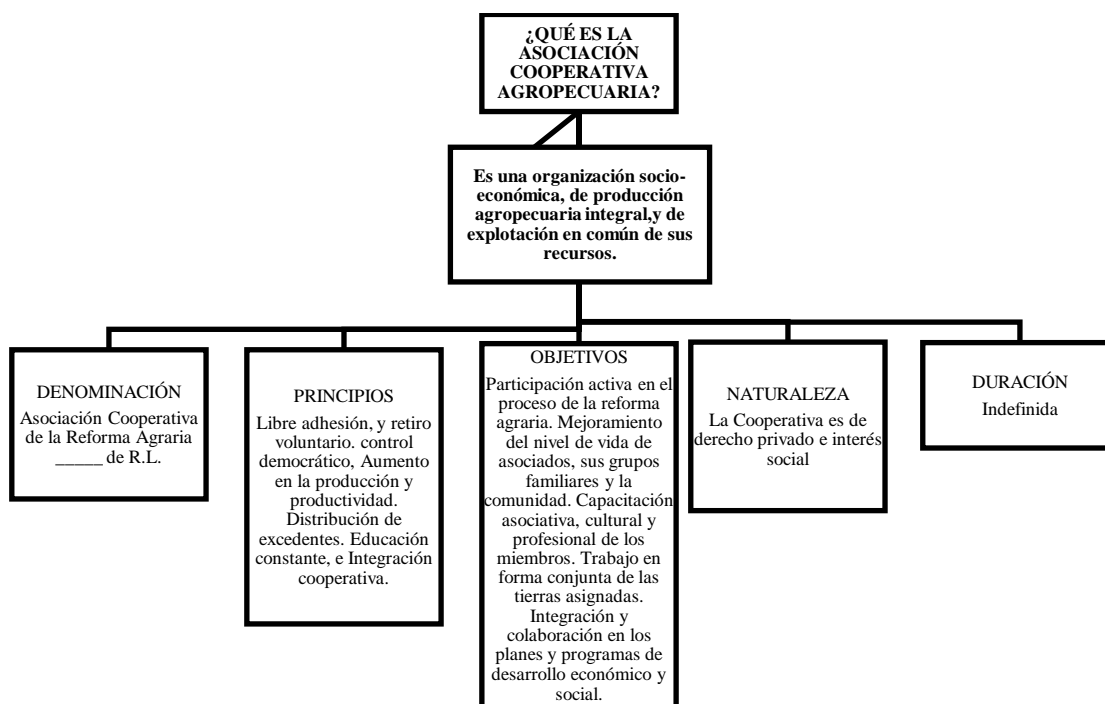 ¿QUÉ ES LA
ASOCIACIÓN
COOPERATIVA
AGROPECUARIA?
Es una organización socio-
económica, de producción
agropecuaria integral,y de
explotación en común de sus
recursos.
DENOMINACIÓN
Asociación Cooperativa
de la Reforma Agraria
_____ de R.L.
PRINCIPIOS
Libre adhesión, y retiro
voluntario. control
democrático, Aumento
en la producción y
productividad.
Distribución de
excedentes. Educación
constante, e Integración
cooperativa.
OBJETIVOS
Participación activa en el
proceso de la reforma
agraria. Mejoramiento
del nivel de vida de
asociados, sus grupos
familiares y la
comunidad. Capacitación
asociativa, cultural y
profesional de los
miembros. Trabajo en
forma conjunta de las
tierras asignadas.
Integración y
colaboración en los
planes y programas de
desarrollo económico y
social.
NATURALEZA
La Cooperativa es de
derecho privado e interés
social
DURACIÓN
Indefinida